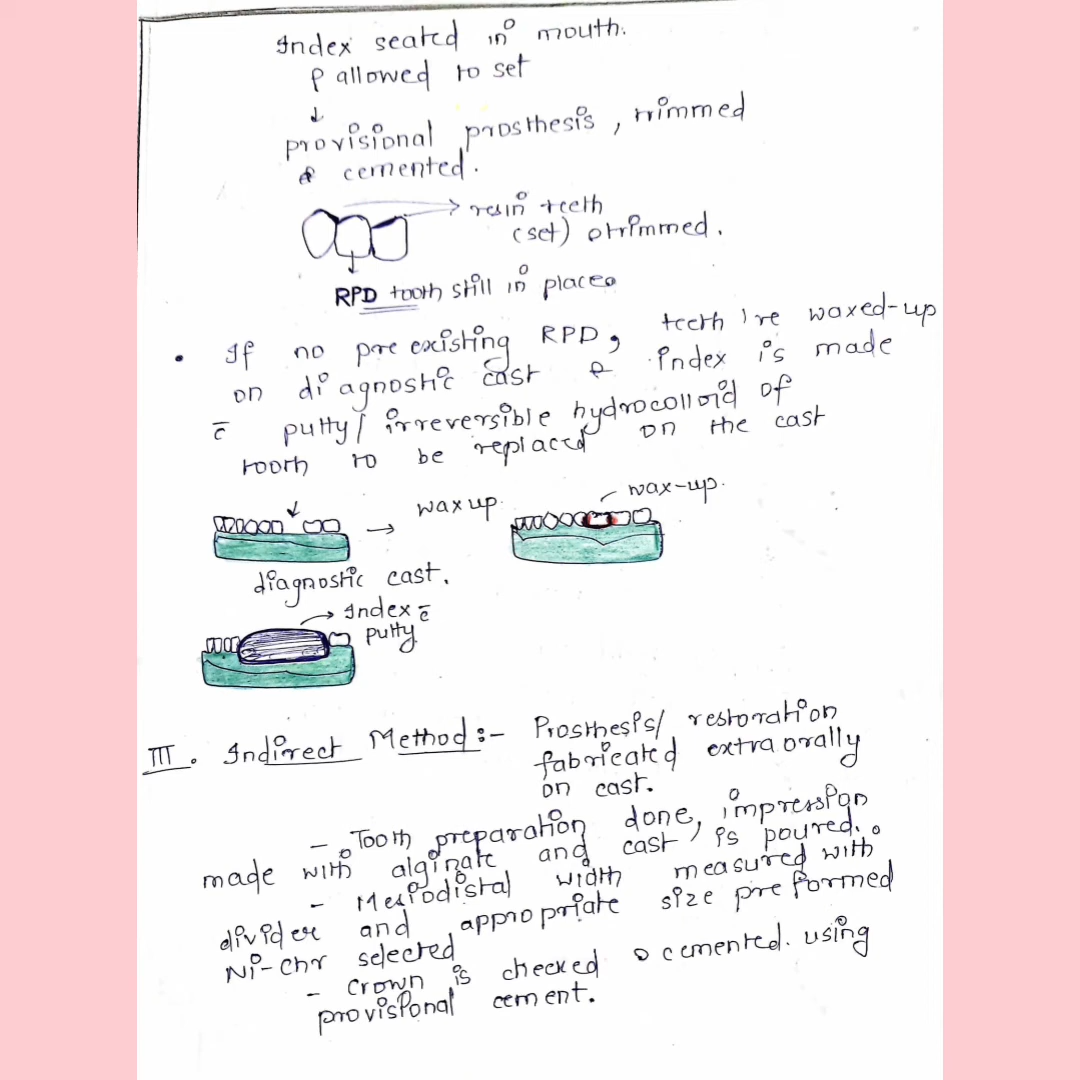 Index seated in mouth.
& allowed to set
↓
provisional prosthesis, trimmed
& cemented.
→ resin teeth
(set) & trimmed.
RPD tooth still in place
• If no pre existing RPD, teeth 're waxed-up
on diagnostic cast & index is made
c̄ putty/ irreversible hydrocolloid of
tooth to be replaced on the cast
→ wax up.
wax-up.
diagnostic cast.
→ Index c̄
putty
III. Indirect Method :- Prosthesis/ restoration
fabricated extraorally
on cast.
- Tooth preparation done, impression
made with alginate and cast is poured.
- Mesiodistal width measured with
divider and appropriate size preformed
Ni-Chr selected
- Crown is checked & cemented. using
provisional cement.